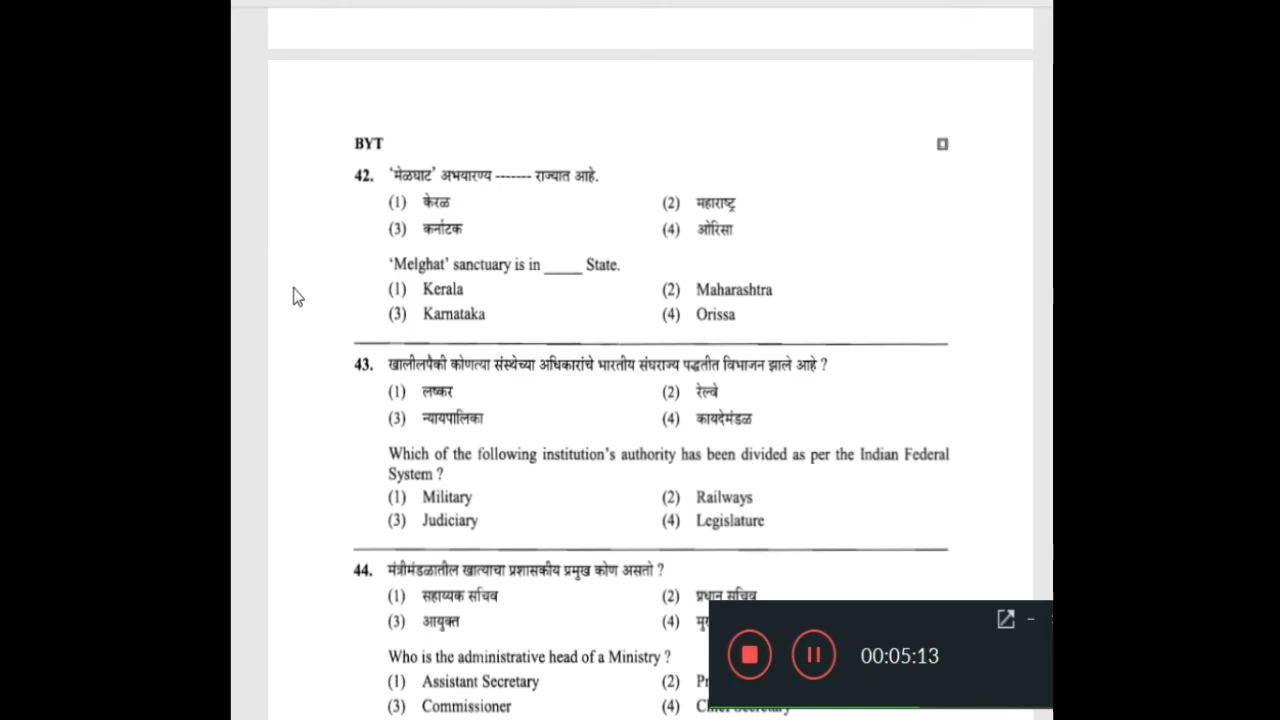 BYT
42. 'मेळघाट' अभयारण्य ------- राज्यात आहे.
(1) केरळ (2) महाराष्ट्र
(3) कर्नाटक (4) ओरिसा
'Melghat' sanctuary is in _____ State.
(1) Kerala (2) Maharashtra
(3) Karnataka (4) Orissa
43. खालीलपैकी कोणत्या संस्थेच्या अधिकारांचे भारतीय संघराज्य पद्धतीत विभाजन झाले आहे ?
(1) लष्कर (2) रेल्वे
(3) न्यायपालिका (4) कायदेमंडळ
Which of the following institution's authority has been divided as per the Indian Federal
System ?
(1) Military (2) Railways
(3) Judiciary (4) Legislature
44. मंत्रीमंडळातील खात्याचा प्रशासकीय प्रमुख कोण असतो ?
(1) सहाय्यक सचिव (2) प्रधान सचिव
(3) आयुक्त (4)
Who is the administrative head of a Ministry ?
(1) Assistant Secretary (2)
(3) Commissioner (4) Chief Secretary
00:05:13